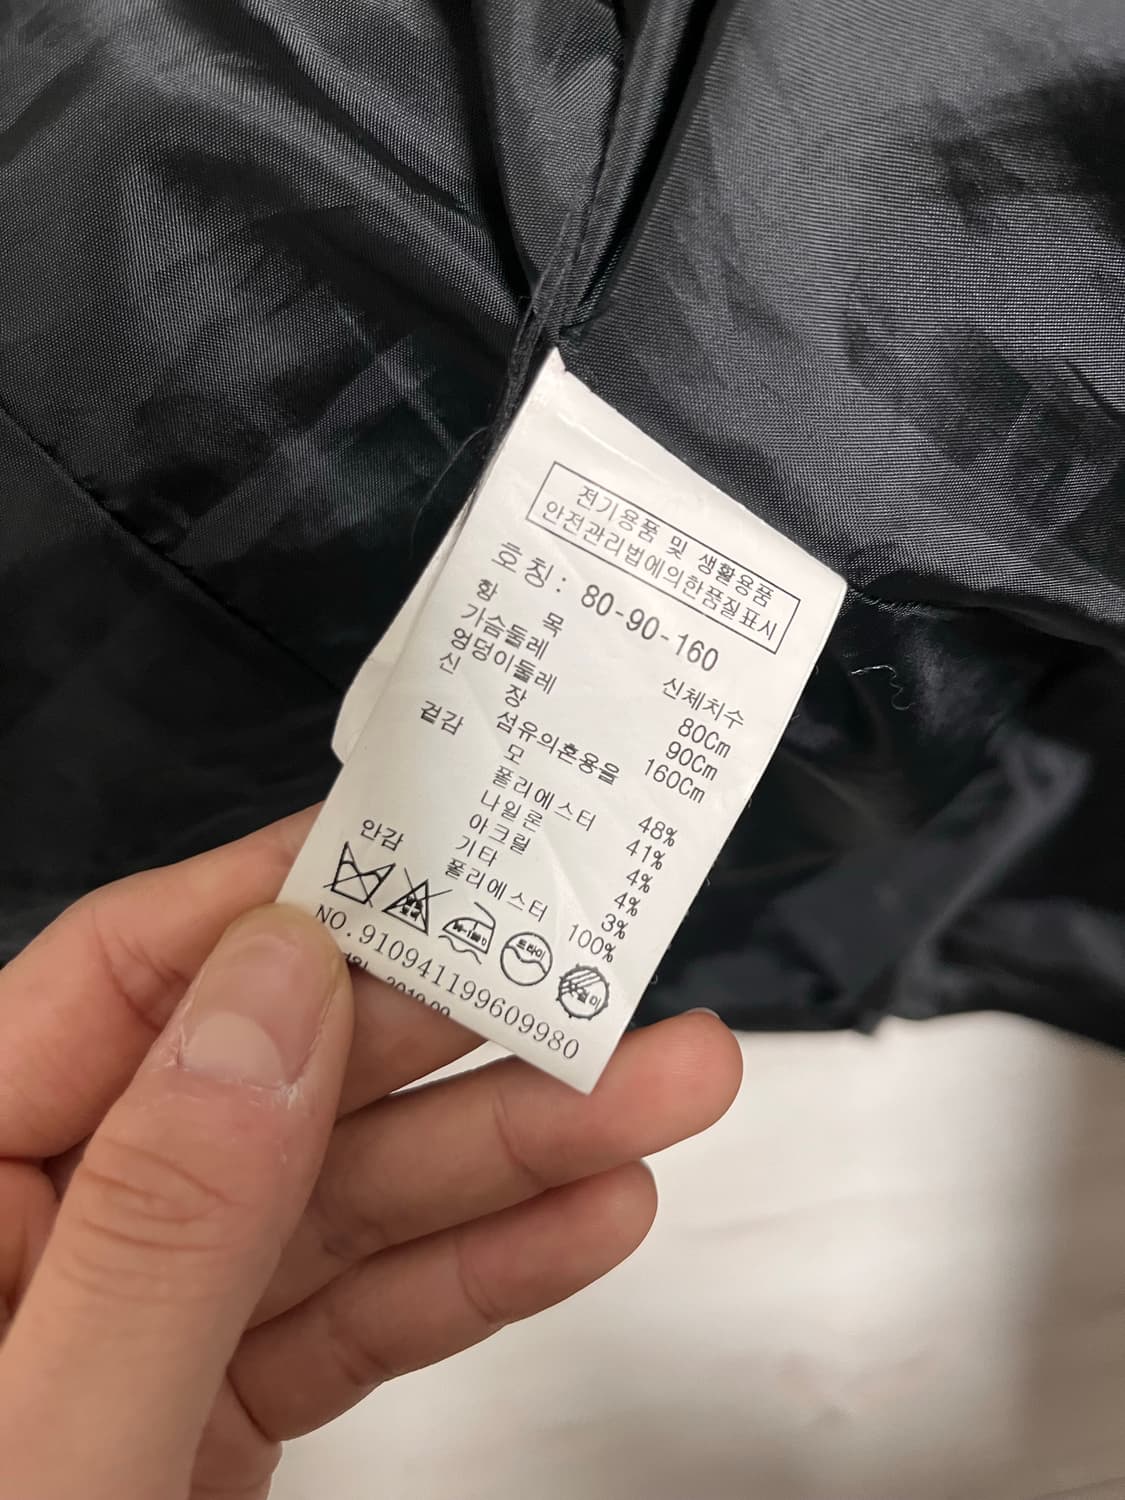 전기용품 및 생활용품
안전관리법에의한품질표시
호칭: 80-90-160
항 목 신체치수
가슴둘레 80Cm
엉덩이둘레 90Cm
신 장 160Cm
섬유의혼용율
겉감 모 48%
폴리에스터 41%
나일론 4%
아크릴 4%
기타 3%
안감 폴리에스터 100%
드라이
NO.91094119960998​0
2019.09